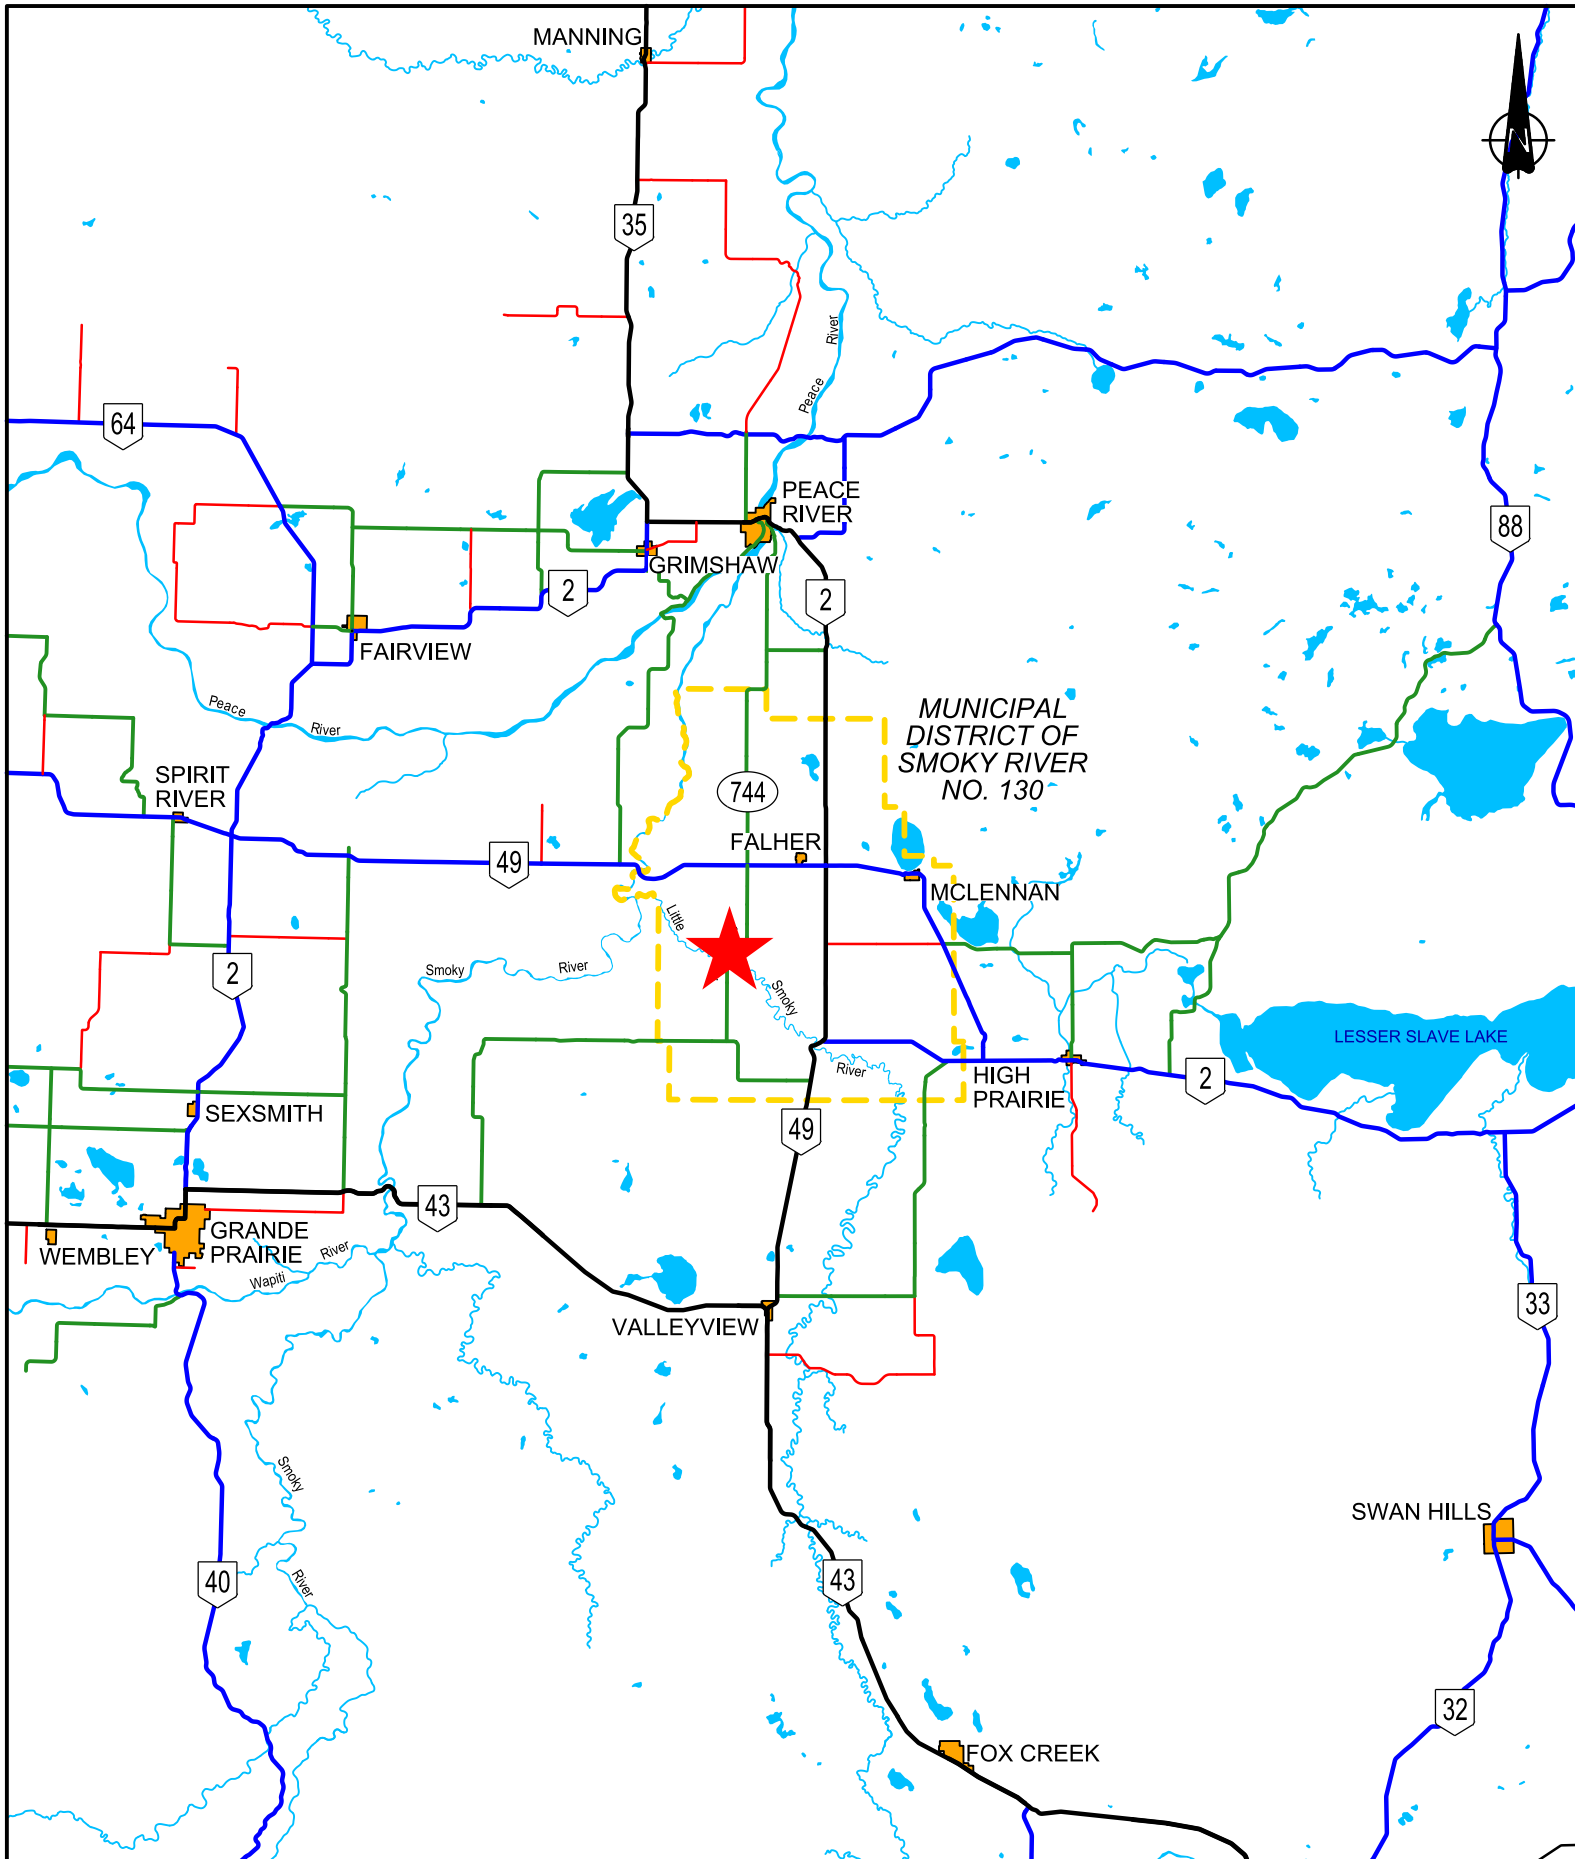 MANNING
35
64
PEACE
RIVER
88
GRIMSHAW
2
2
FAIRVIEW
Peace
River
Peace
River
MUNICIPAL
DISTRICT OF
SMOKY RIVER
NO. 130
SPIRIT
RIVER
744
FALHER
49
MCLENNAN
Little
Smoky
River
Smoky
River
2
LESSER SLAVE LAKE
HIGH
PRAIRIE
2
SEXSMITH
49
43
GRANDE
PRAIRIE
WEMBLEY
River
Wapiti
VALLEYVIEW
33
Smoky
River
SWAN HILLS
40
43
32
FOX CREEK
N